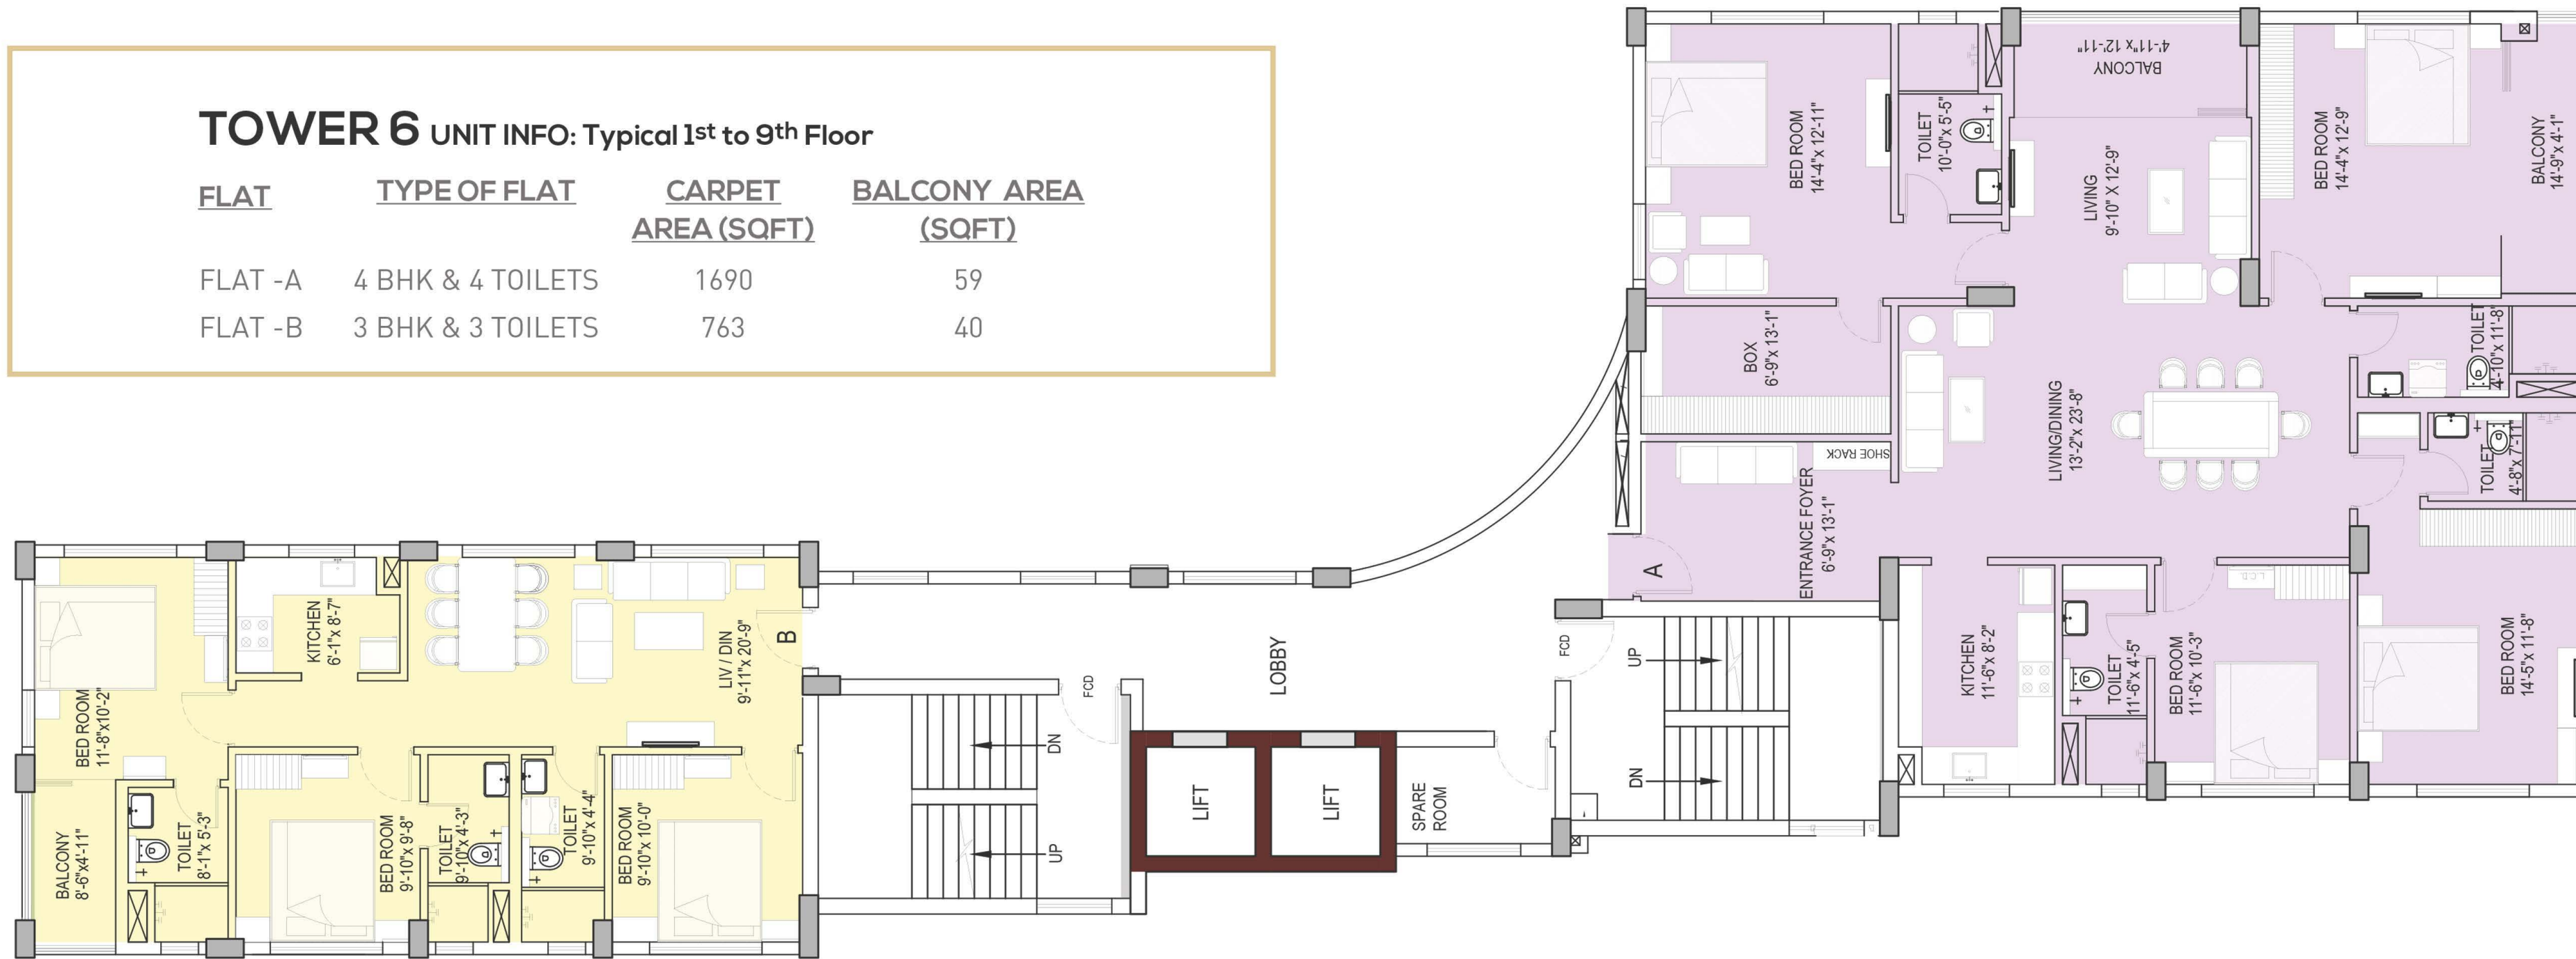 TOWER 6 UNIT INFO: Typical 1st to 9th Floor
FLAT TYPE OF FLAT CARPET AREA (SQFT) BALCONY AREA (SQFT)
FLAT -A 4 BHK & 4 TOILETS 1690 59
FLAT -B 3 BHK & 3 TOILETS 763 40
BED ROOM
11'-8"x10'-2"
KITCHEN
6'-1"x 8'-7"
LIV / DIN
9'-11"x 20'-9"
B
BALCONY
8'-6"x4'-11"
TOILET
8'-1"x 5'-3"
BED ROOM
9'-10"x 9'-8"
TOILET
9'-10"x 4'-3"
TOILET
9'-10"x 4'-4"
BED ROOM
9'-10"x 10'-0"
DN
UP
FCD
LOBBY
LIFT
LIFT
SPARE
ROOM
FCD
UP
DN
BED ROOM
14'-4"x 12'-11"
TOILET
10'-0"x 5'-5"
BALCONY
4'-11"x 12'-11"
LIVING
9'-10" X 12'-9"
BED ROOM
14'-4"x 12'-9"
BALCONY
14'-9"x 4'-1"
BOX
6'-9"x 13'-1"
SHOE RACK
ENTRANCE FOYER
6'-9"x 13'-1"
A
LIVING/DINING
13'-2"x 23'-8"
TOILET
4'-10"x 11'-8"
TOILET
4'-8"x 7'-11"
KITCHEN
11'-6"x 8'-2"
TOILET
11'-6"x 4'-5"
BED ROOM
11'-6"x 10'-3"
L.C.D
BED ROOM
14'-5"x 11'-8"